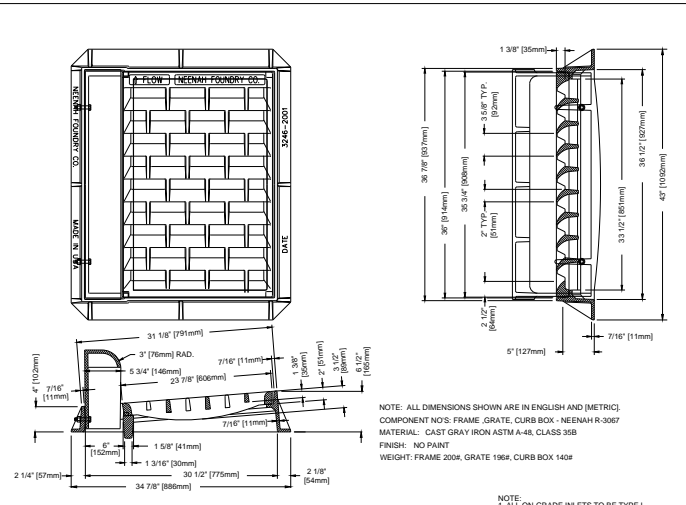 FLOW
NEENAH FOUNDRY CO.
NEENAH FOUNDRY CO.
MADE IN USA
3246-2001
DATE
31 1/8" [791mm]
3" [76mm] RAD.
5 3/4" [146mm]
7/16" [11mm]
23 7/8" [606mm]
4" [102mm]
7/16" [11mm]
1 3/8" [35mm]
2" [51mm]
3 1/2" [89mm]
6 1/2" [165mm]
7/16" [11mm]
6" [152mm]
1 5/8" [41mm]
1 3/16" [30mm]
2 1/4" [57mm]
30 1/2" [775mm]
2 1/8" [54mm]
34 7/8" [886mm]
1 3/8" [35mm]
36 7/8" [937mm]
36" [914mm]
35 3/4" [908mm]
3 5/8" TYP. [92mm]
2" TYP. [51mm]
2 1/2" [64mm]
33 1/2" [851mm]
36 1/2" [927mm]
43" [1092mm]
7/16" [11mm]
5" [127mm]
NOTE: ALL DIMENSIONS SHOWN ARE IN ENGLISH AND [METRIC].
COMPONENT NO'S: FRAME ,GRATE, CURB BOX - NEENAH R-3067
MATERIAL: CAST GRAY IRON ASTM A-48, CLASS 35B
FINISH: NO PAINT
WEIGHT: FRAME 200#, GRATE 196#, CURB BOX 140#
NOTE: